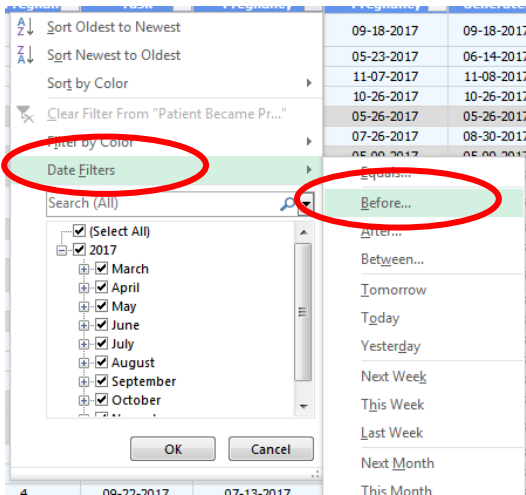 Sort Oldest to Newest
Sort Newest to Oldest
Sort by Color
Clear Filter From "Patient Became Pr..."
Filter by Color
Date Filters
Search (All)
(Select All)
2017
March
April
May
June
July
August
September
October
OK
Cancel
4 09-22-2017 07-13-2017
09-18-2017 09-18-2017
05-23-2017 06-14-2017
11-07-2017 11-08-2017
10-26-2017 10-26-2017
05-26-2017 05-26-2017
07-26-2017 08-30-2017
Equals...
Before...
After...
Between...
Tomorrow
Today
Yesterday
Next Week
This Week
Last Week
Next Month
This Month